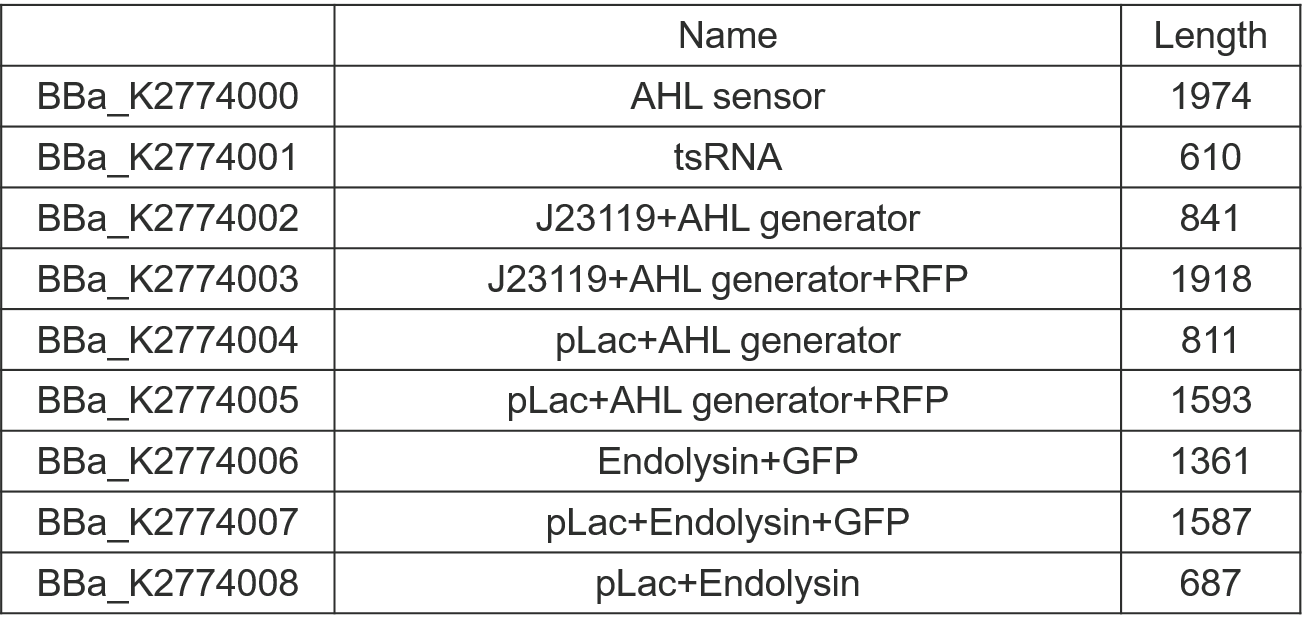 Name Length
BBa_K2774000 AHL sensor 1974
BBa_K2774001 tsRNA 610
BBa_K2774002 J23119+AHL generator 841
BBa_K2774003 J23119+AHL generator+RFP 1918
BBa_K2774004 pLac+AHL generator 811
BBa_K2774005 pLac+AHL generator+RFP 1593
BBa_K2774006 Endolysin+GFP 1361
BBa_K2774007 pLac+Endolysin+GFP 1587
BBa_K2774008 pLac+Endolysin 687